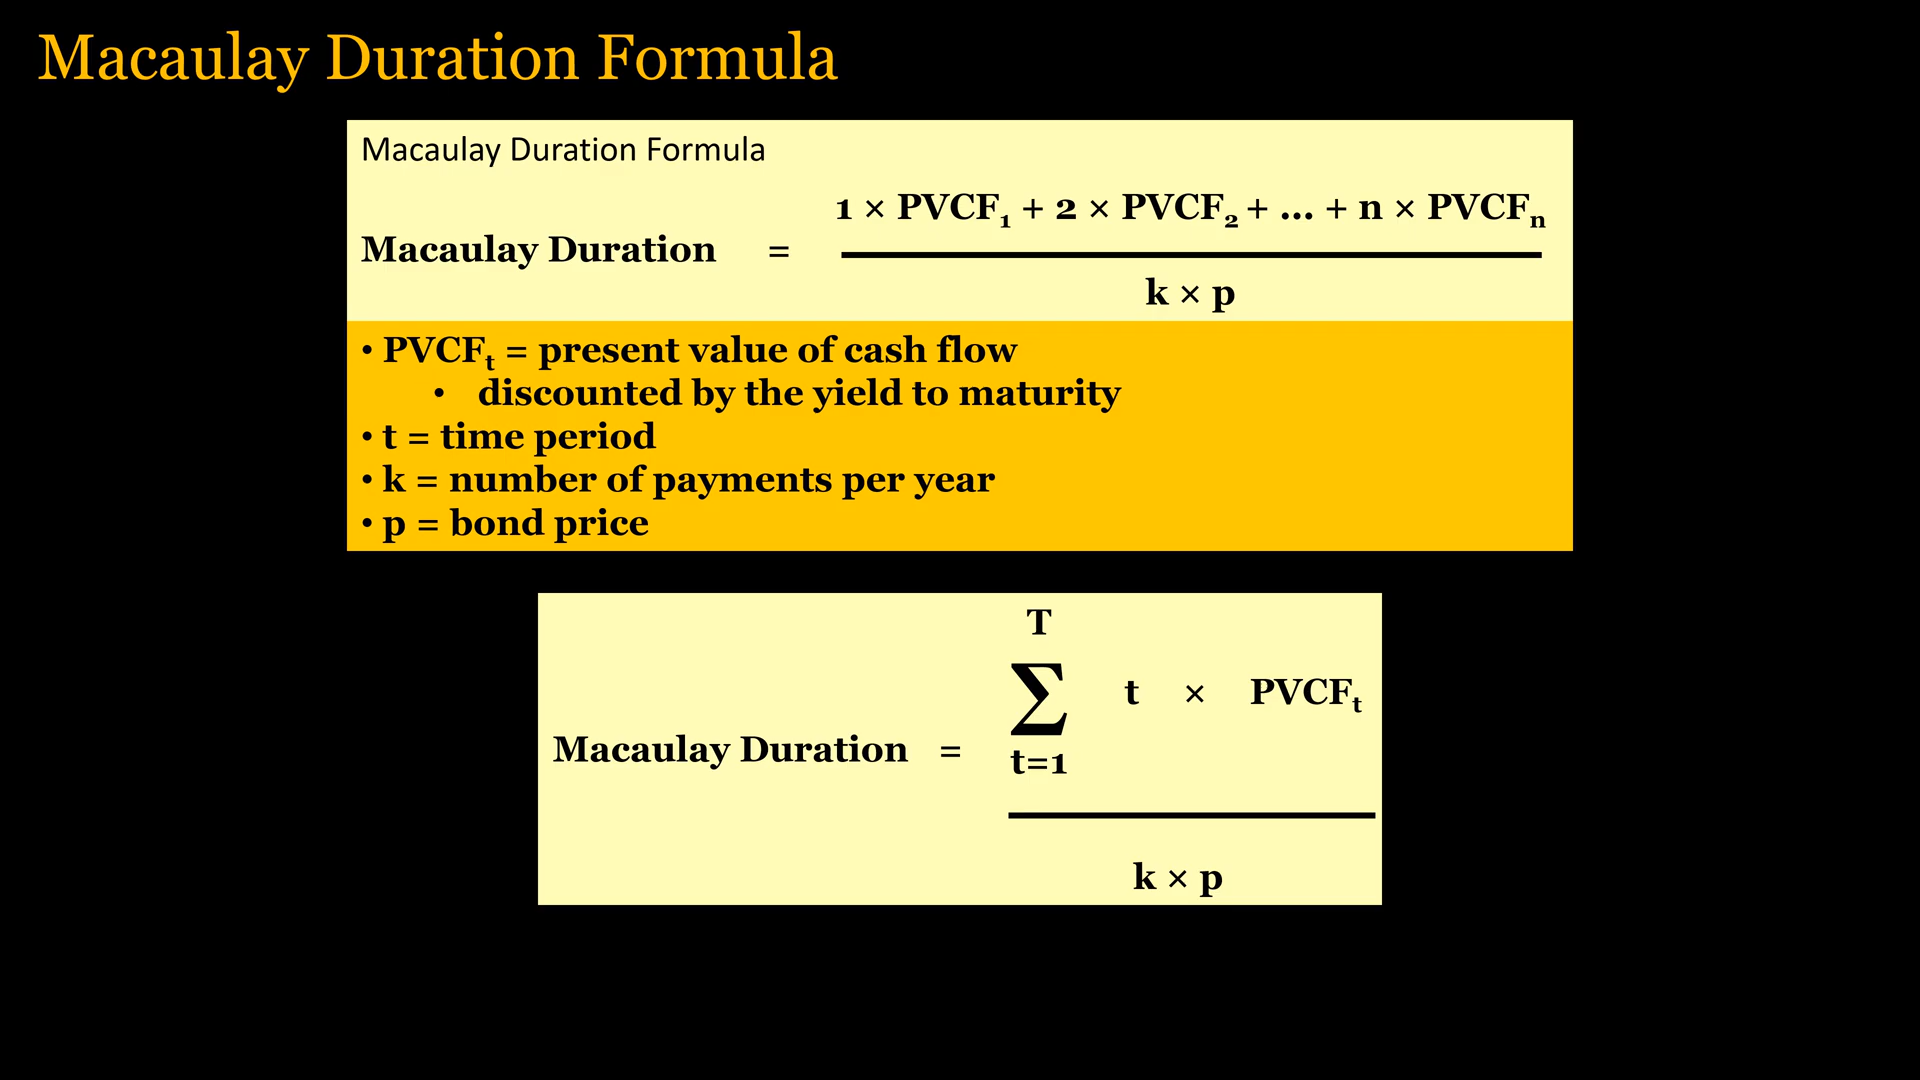 Macaulay Duration Formula
Macaulay Duration Formula
1 × PVCF₁ + 2 × PVCF₂ + … + n × PVCFₙ
Macaulay Duration =
k × p
• PVCFₜ = present value of cash flow
• discounted by the yield to maturity
• t = time period
• k = number of payments per year
• p = bond price
T
∑ t × PVCFₜ
Macaulay Duration =
t=1
k × p